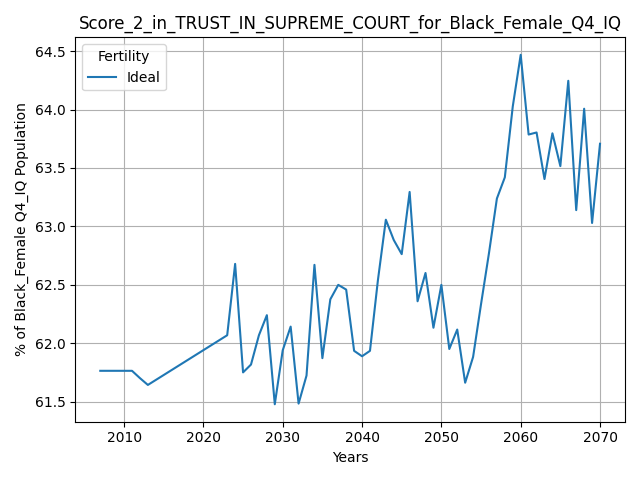 Score_2_in_TRUST_IN_SUPREME_COURT_for_Black_Female_Q4_IQ
Fertility
Ideal
% of Black_Female Q4_IQ Population
64.5
64.0
63.5
63.0
62.5
62.0
61.5
2010 2020 2030 2040 2050 2060 2070
Years